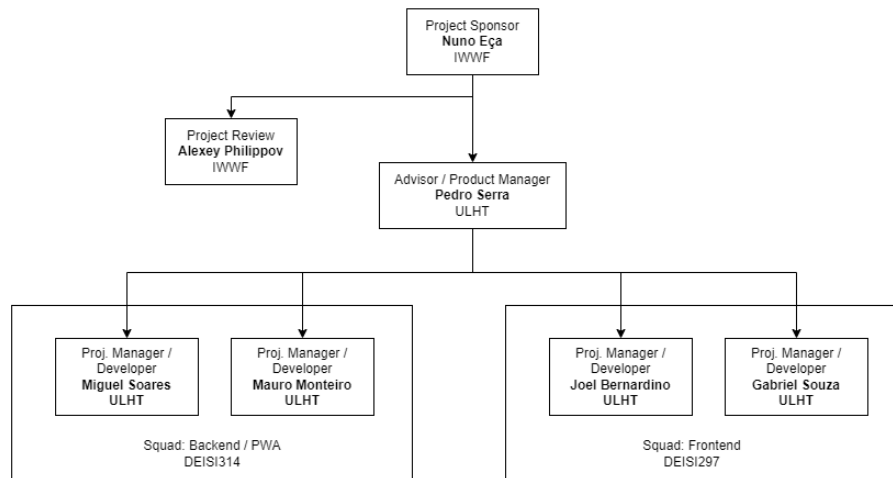 Project Sponsor
Nuno Eça
IWWF
Project Review
Alexey Philippov
IWWF
Advisor / Product Manager
Pedro Serra
ULHT
Proj. Manager /
Developer
Miguel Soares
ULHT
Proj. Manager /
Developer
Mauro Monteiro
ULHT
Squad: Backend / PWA
DEISI314
Proj. Manager /
Developer
Joel Bernardino
ULHT
Proj. Manager /
Developer
Gabriel Souza
ULHT
Squad: Frontend
DEISI297